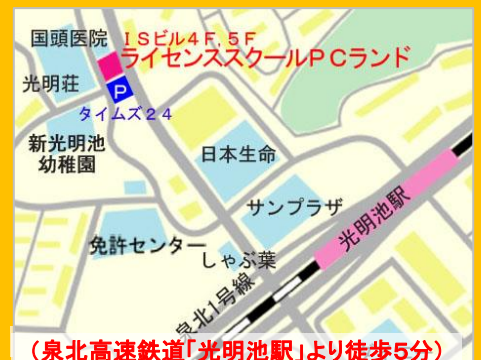 国頭医院
ISビル4F,5F
ライセンススクールPCランド
光明荘
P
タイムズ24
新光明池
幼稚園
日本生命
サンプラザ
光明池駅
免許センター
しゃぶ葉
泉北1号線
(泉北高速鉄道「光明池駅」より徒歩5分)